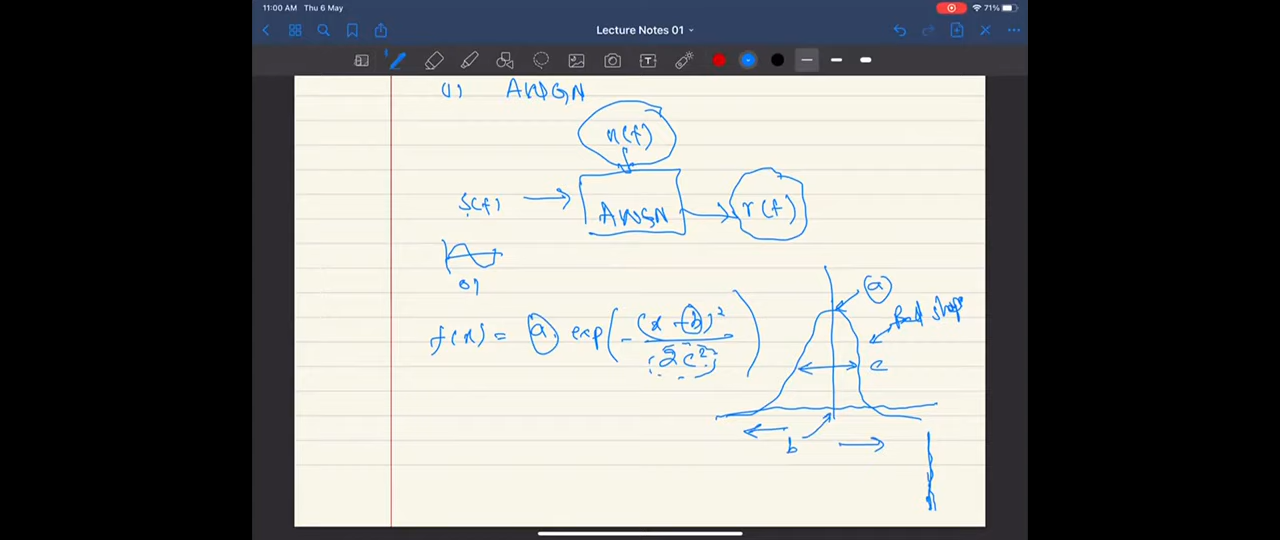 11:00 AM Thu 6 May
71%
Lecture Notes 01
(1) AWGN
n(t)
s(t) → AWGN → r(t)
f(x) = a exp(-(x-b)²/2c²)
a
c
b